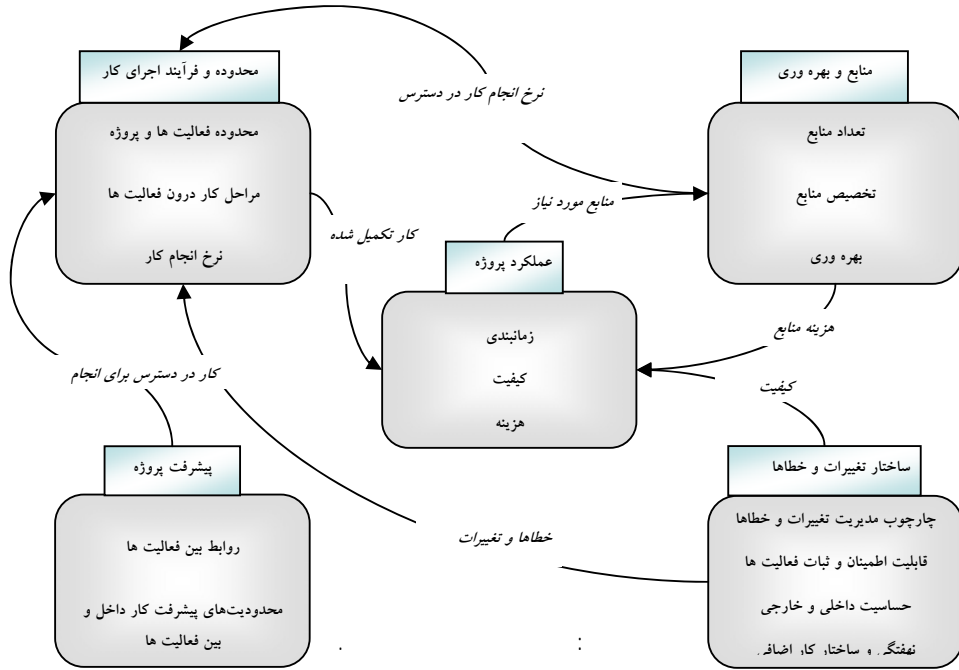 محدوده و فرآیند اجرای کار
محدوده فعالیت ها و پروژه
مراحل کار درون فعالیت ها
نرخ انجام کار
نرخ انجام کار در دسترس
منابع و بهره وری
تعداد منابع
تخصیص منابع
بهره وری
منابع مورد نیاز
کار تکمیل شده
عملکرد پروژه
زمانبندی
کیفیت
هزینه
هزینه منابع
کیفیت
کار در دسترس برای انجام
پیشرفت پروژه
روابط بین فعالیت ها
محدودیت‌های پیشرفت کار داخل و
بین فعالیت ها
خطاها و تغییرات
ساختار تغییرات و خطاها
چارچوب مدیریت تغییرات و خطاها
قابلیت اطمینان و ثبات فعالیت ها
حساسیت داخلی و خارجی
نهفتگی و ساختار کار اضافی
. :